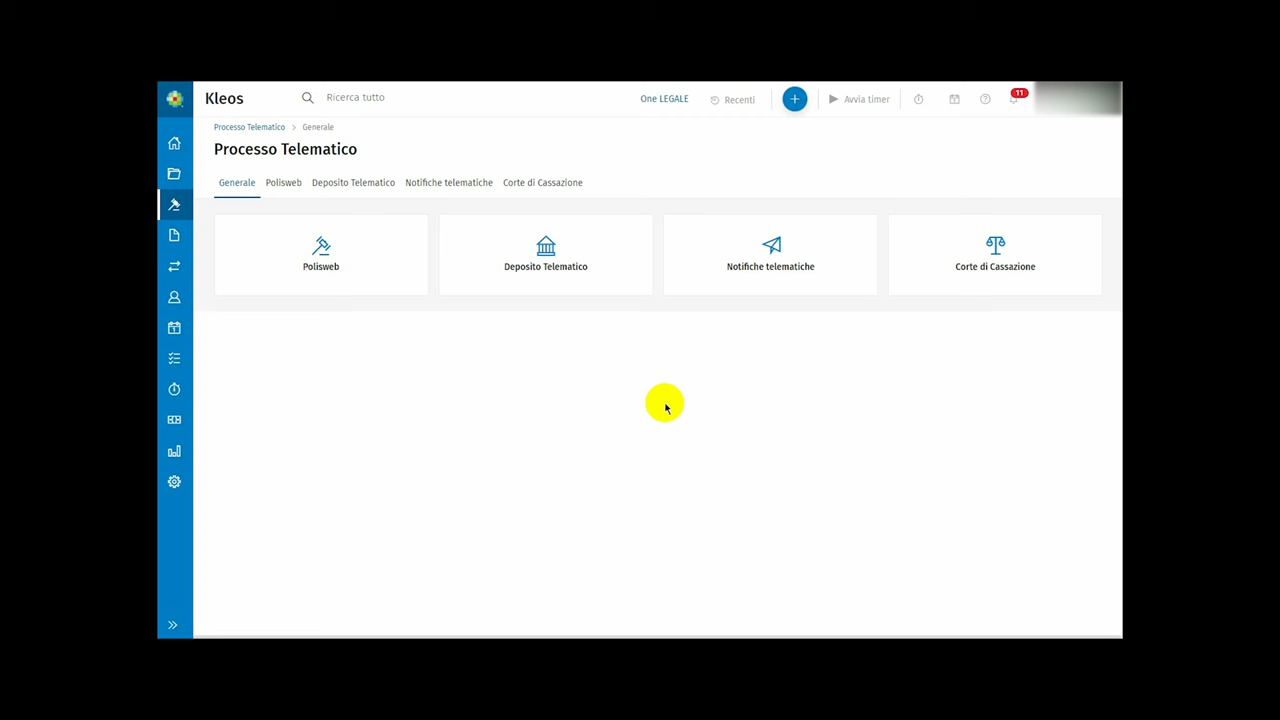 Kleos
Ricerca tutto
One LEGALE
Recenti
Avvia timer
11
Processo Telematico > Generale
Processo Telematico
Generale Polisweb Deposito Telematico Notifiche telematiche Corte di Cassazione
Polisweb
Deposito Telematico
Notifiche telematiche
Corte di Cassazione